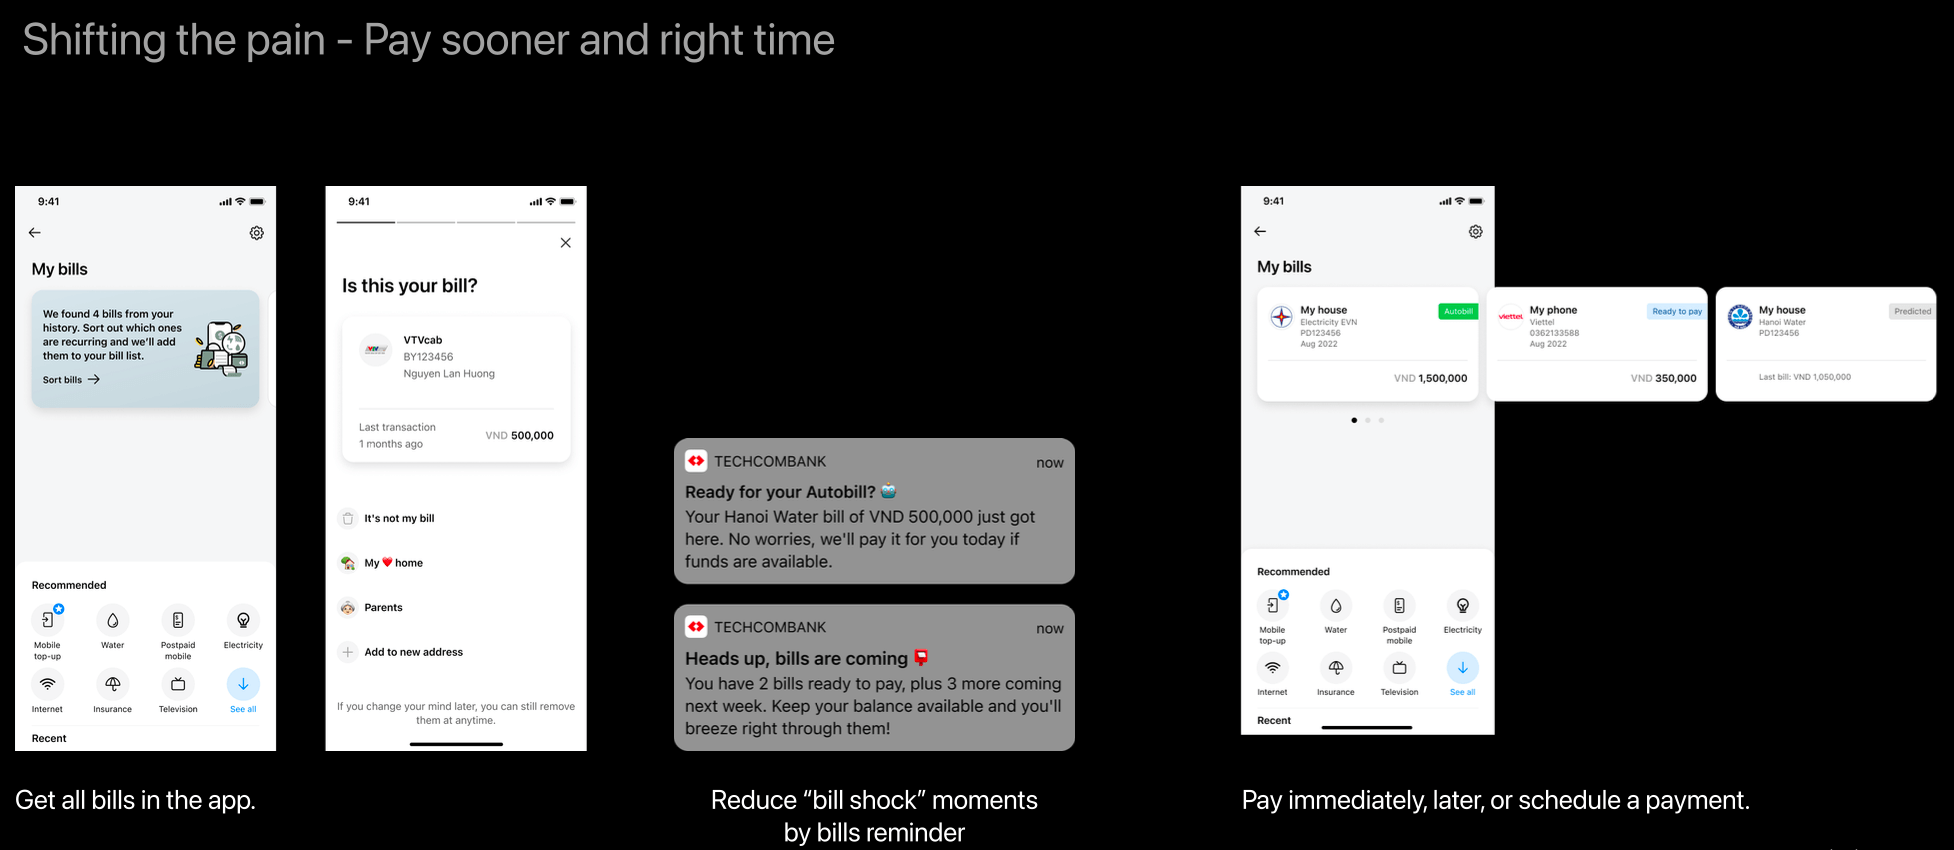 Shifting the pain - Pay sooner and right time
9:41
My bills
We found 4 bills from your
history. Sort out which ones
are recurring and we'll add
them to your bill list.
Sort bills
Recommended
Mobile
top-up
Water
Postpaid
mobile
Electricity
Internet
Insurance
Television
See all
Recent
Get all bills in the app.
9:41
Is this your bill?
VTVcab
BY123456
Nguyen Lan Huong
Last transaction
1 months ago
VND 500,000
It's not my bill
My ❤️ home
Parents
Add to new address
If you change your mind later, you can still remove
them at anytime.
TECHCOMBANK
now
Ready for your Autobill? 🤖
Your Hanoi Water bill of VND 500,000 just got
here. No worries, we'll pay it for you today if
funds are available.
TECHCOMBANK
now
Heads up, bills are coming 📮
You have 2 bills ready to pay, plus 3 more coming
next week. Keep your balance available and you'll
breeze right through them!
Reduce “bill shock” moments
by bills reminder
9:41
My bills
My house
Electricity EVN
PD123456
Aug 2022
Autobill
VND 1,500,000
viettel
My phone
Viettel
0362133588
Aug 2022
Ready to pay
VND 350,000
My house
Hanoi Water
PD123456
Predicted
Last bill: VND 1,050,000
Recommended
Mobile
top-up
Water
Postpaid
mobile
Electricity
Internet
Insurance
Television
See all
Recent
Pay immediately, later, or schedule a payment.